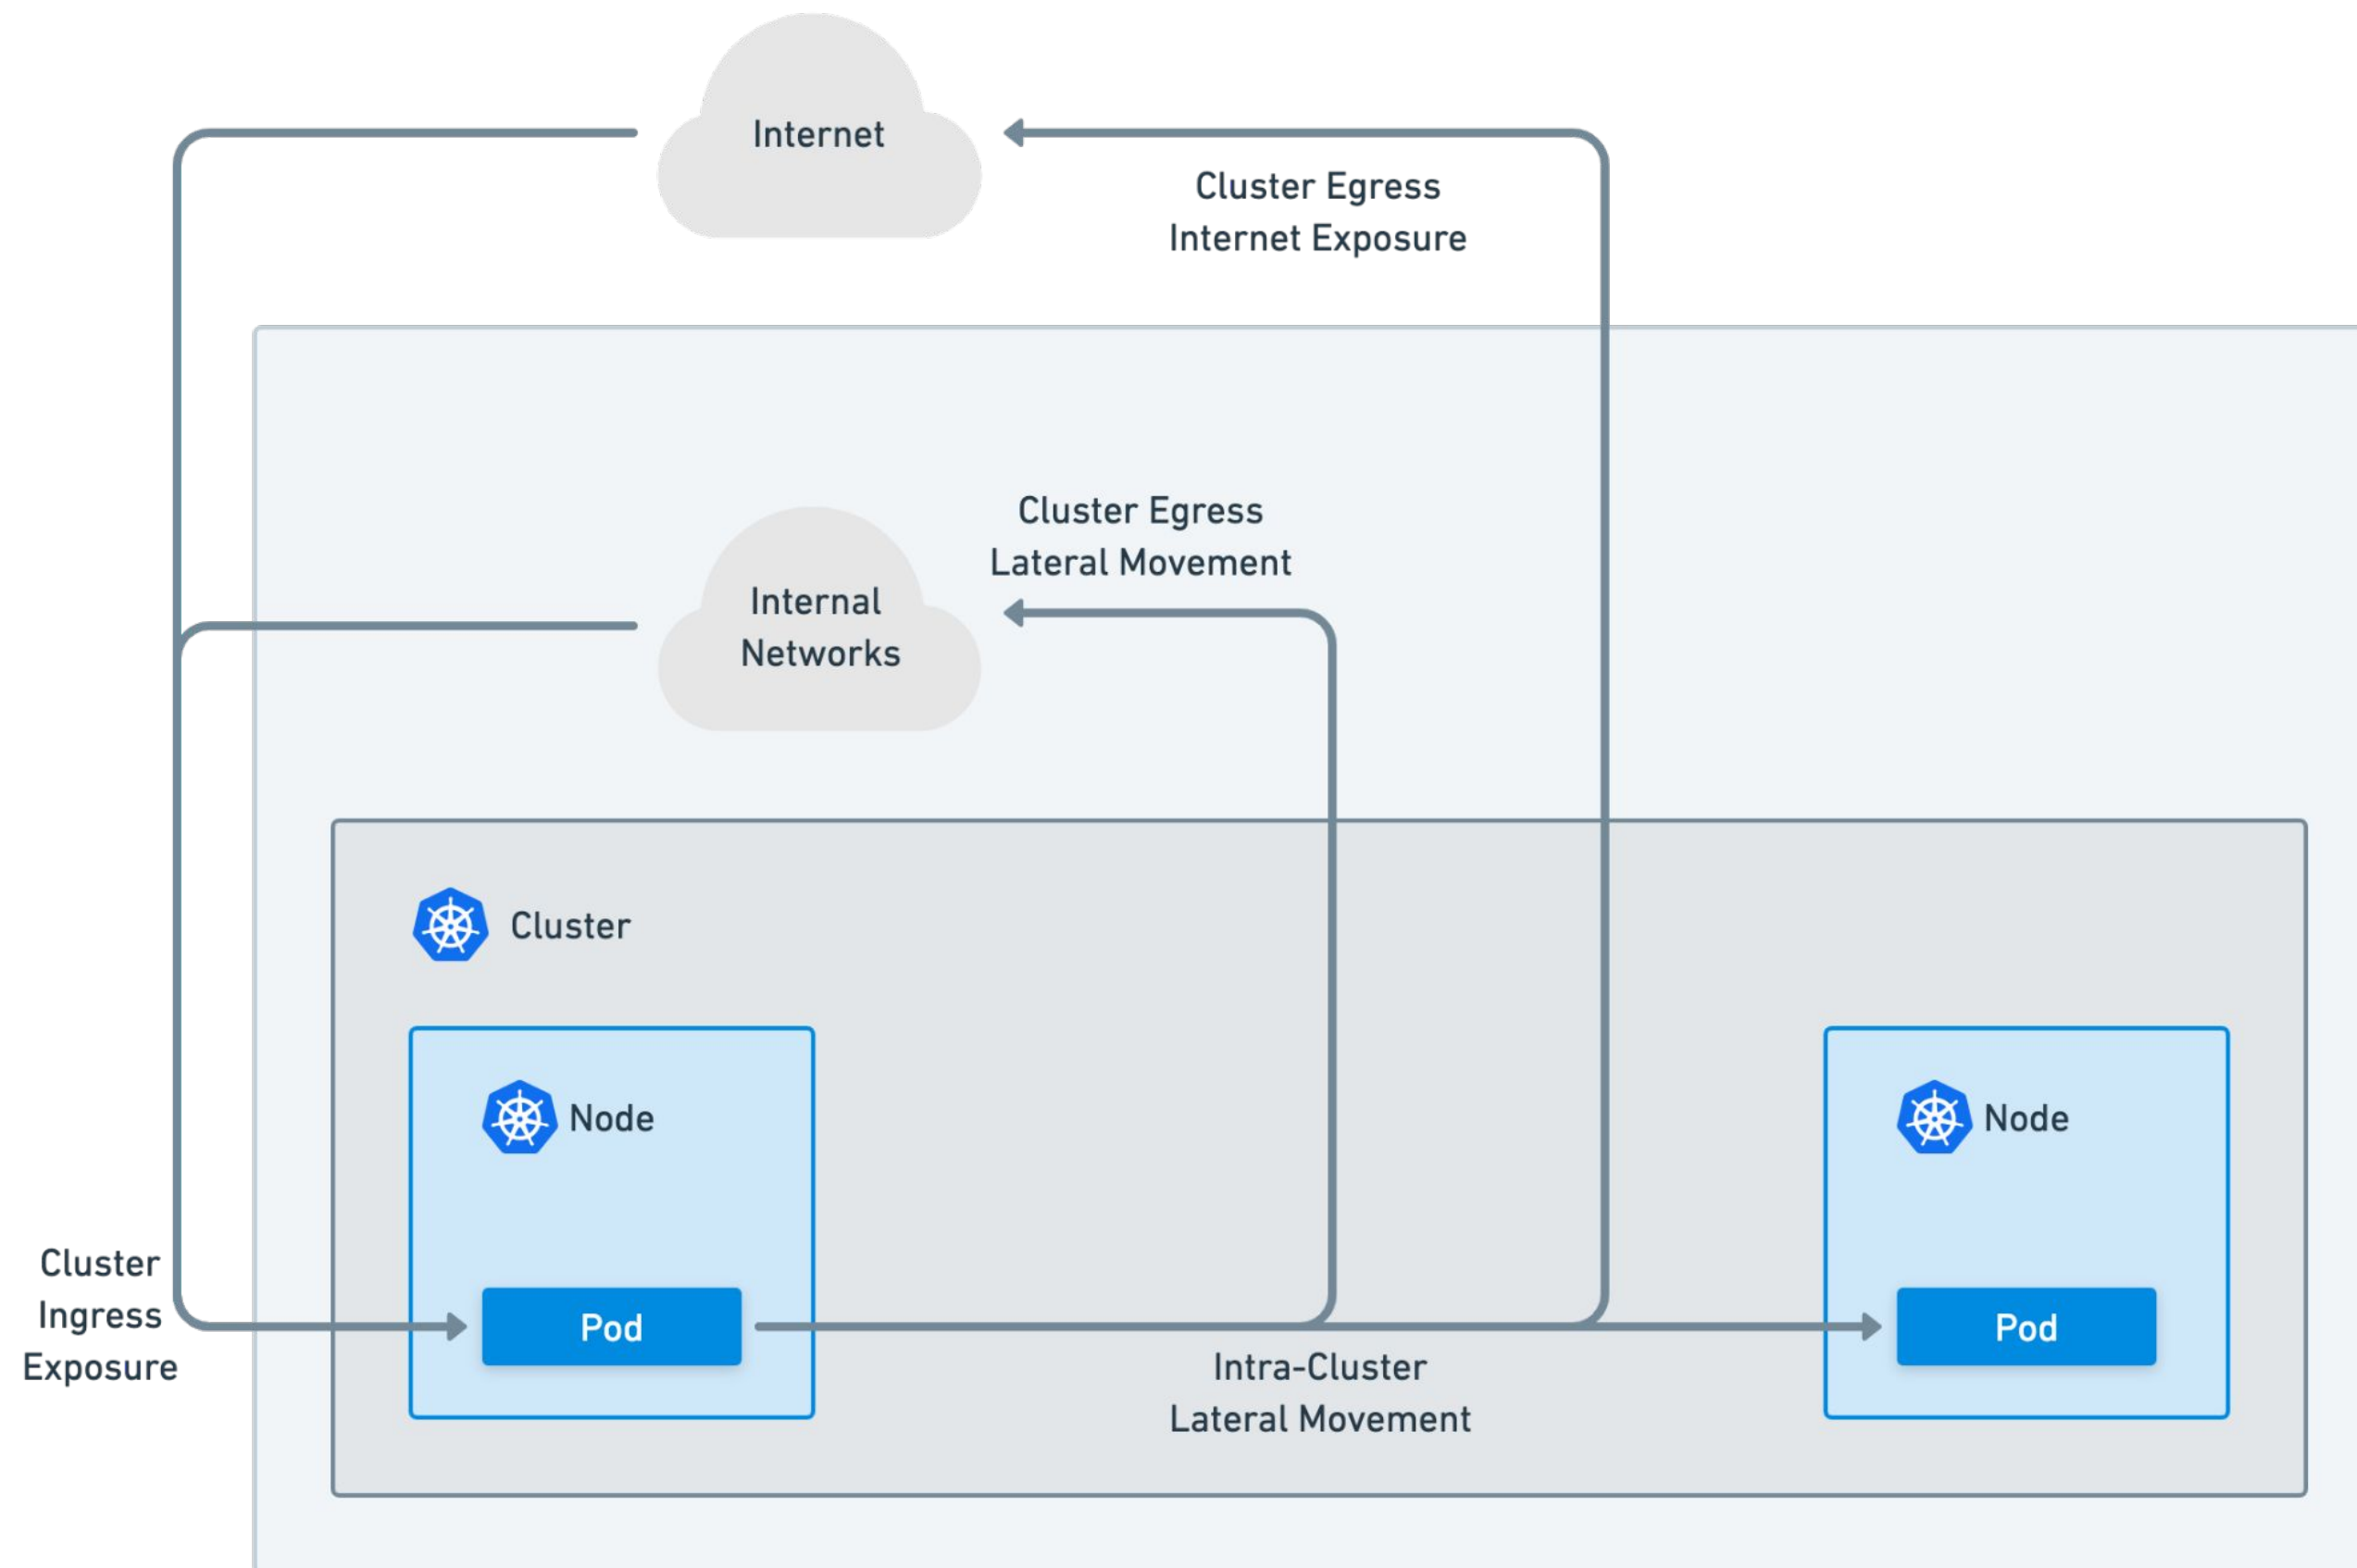 Internet
Cluster Egress
Internet Exposure
Cluster Egress
Lateral Movement
Internal
Networks
Cluster
Node
Node
Cluster
Ingress
Exposure
Pod
Pod
Intra-Cluster
Lateral Movement